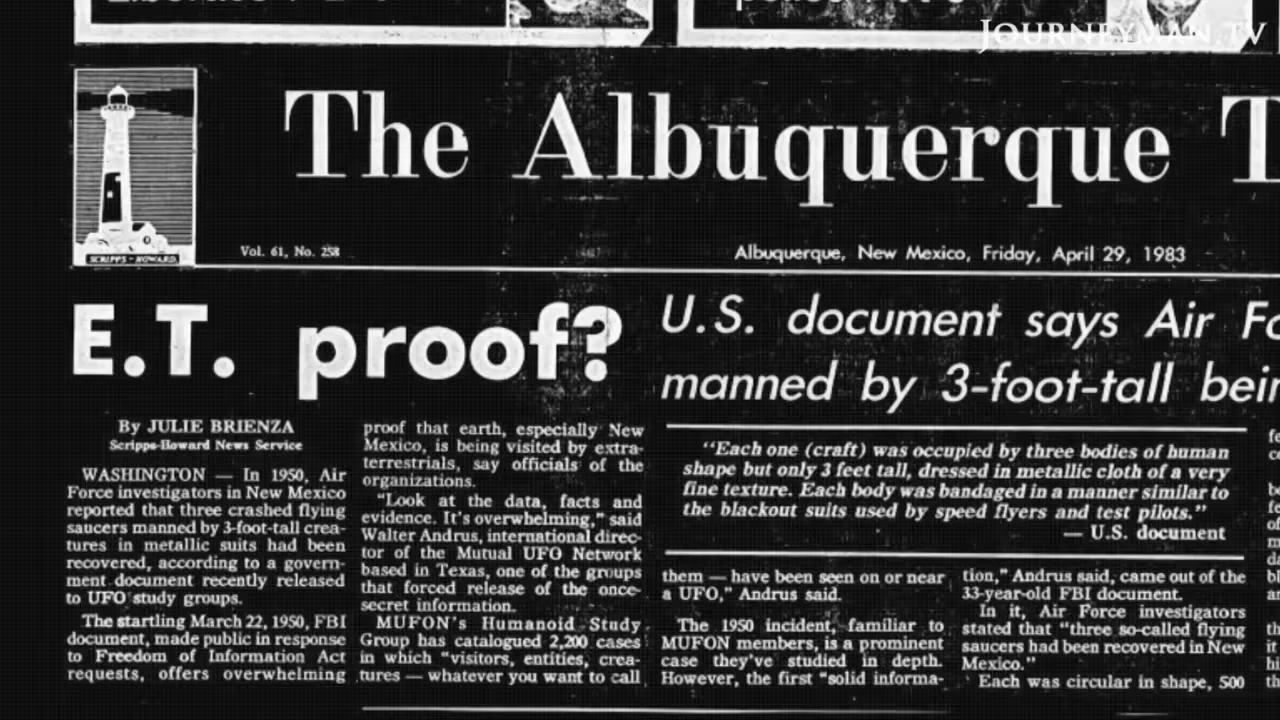 JOURNEYMAN.TV
The Albuquerque T
SCRIPPS-HOWARD
Vol. 61, No. 258
Albuquerque, New Mexico, Friday, April 29, 1983
E.T. proof?
U.S. document says Air Fo
manned by 3-foot-tall bein
By JULIE BRIENZA
Scripps-Howard News Service
WASHINGTON — In 1950, Air
Force investigators in New Mexico
reported that three crashed flying
saucers manned by 3-foot-tall crea-
tures in metallic suits had been
recovered, according to a govern-
ment document recently released
to UFO study groups.
The startling March 22, 1950, FBI
document, made public in response
to Freedom of Information Act
requests, offers overwhelming
proof that earth, especially New
Mexico, is being visited by extra-
terrestrials, say officials of the
organizations.
"Look at the data, facts and
evidence. It's overwhelming," said
Walter Andrus, international direc-
tor of the Mutual UFO Network
based in Texas, one of the groups
that forced release of the once-
secret information.
MUFON's Humanoid Study
Group has catalogued 2,200 cases
in which "visitors, entities, crea-
tures — whatever you want to call
"Each one (craft) was occupied by three bodies of human
shape but only 3 feet tall, dressed in metallic cloth of a very
fine texture. Each body was bandaged in a manner similar to
the blackout suits used by speed flyers and test pilots."
— U.S. document
them — have been seen on or near
a UFO," Andrus said.
The 1950 incident, familiar to
MUFON members, is a prominent
case they've studied in depth.
However, the first "solid informa-
tion," Andrus said, came out of the
33-year-old FBI document.
In it, Air Force investigators
stated that "three so-called flying
saucers had been recovered in New
Mexico."
Each was circular in shape, 500